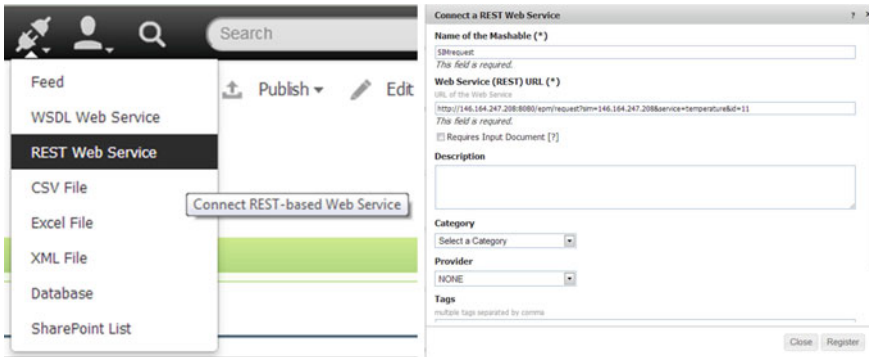 Search
Feed
Publish
Edit
WSDL Web Service
REST Web Service
CSV File
Connect REST-based Web Service
Excel File
XML File
Database
SharePoint List
Connect a REST Web Service
?
Name of the Mashable (*)
SIMrequest
This field is required.
Web Service (REST) URL (*)
URL of the Web Service
http://146.164.247.208:8080/epm/request?sim=146.164.247.208&service=temperature&id=11
This field is required.
Requires Input Document [?]
Description
Category
Select a Category
Provider
NONE
Tags
multiple tags separated by comma
Close Register